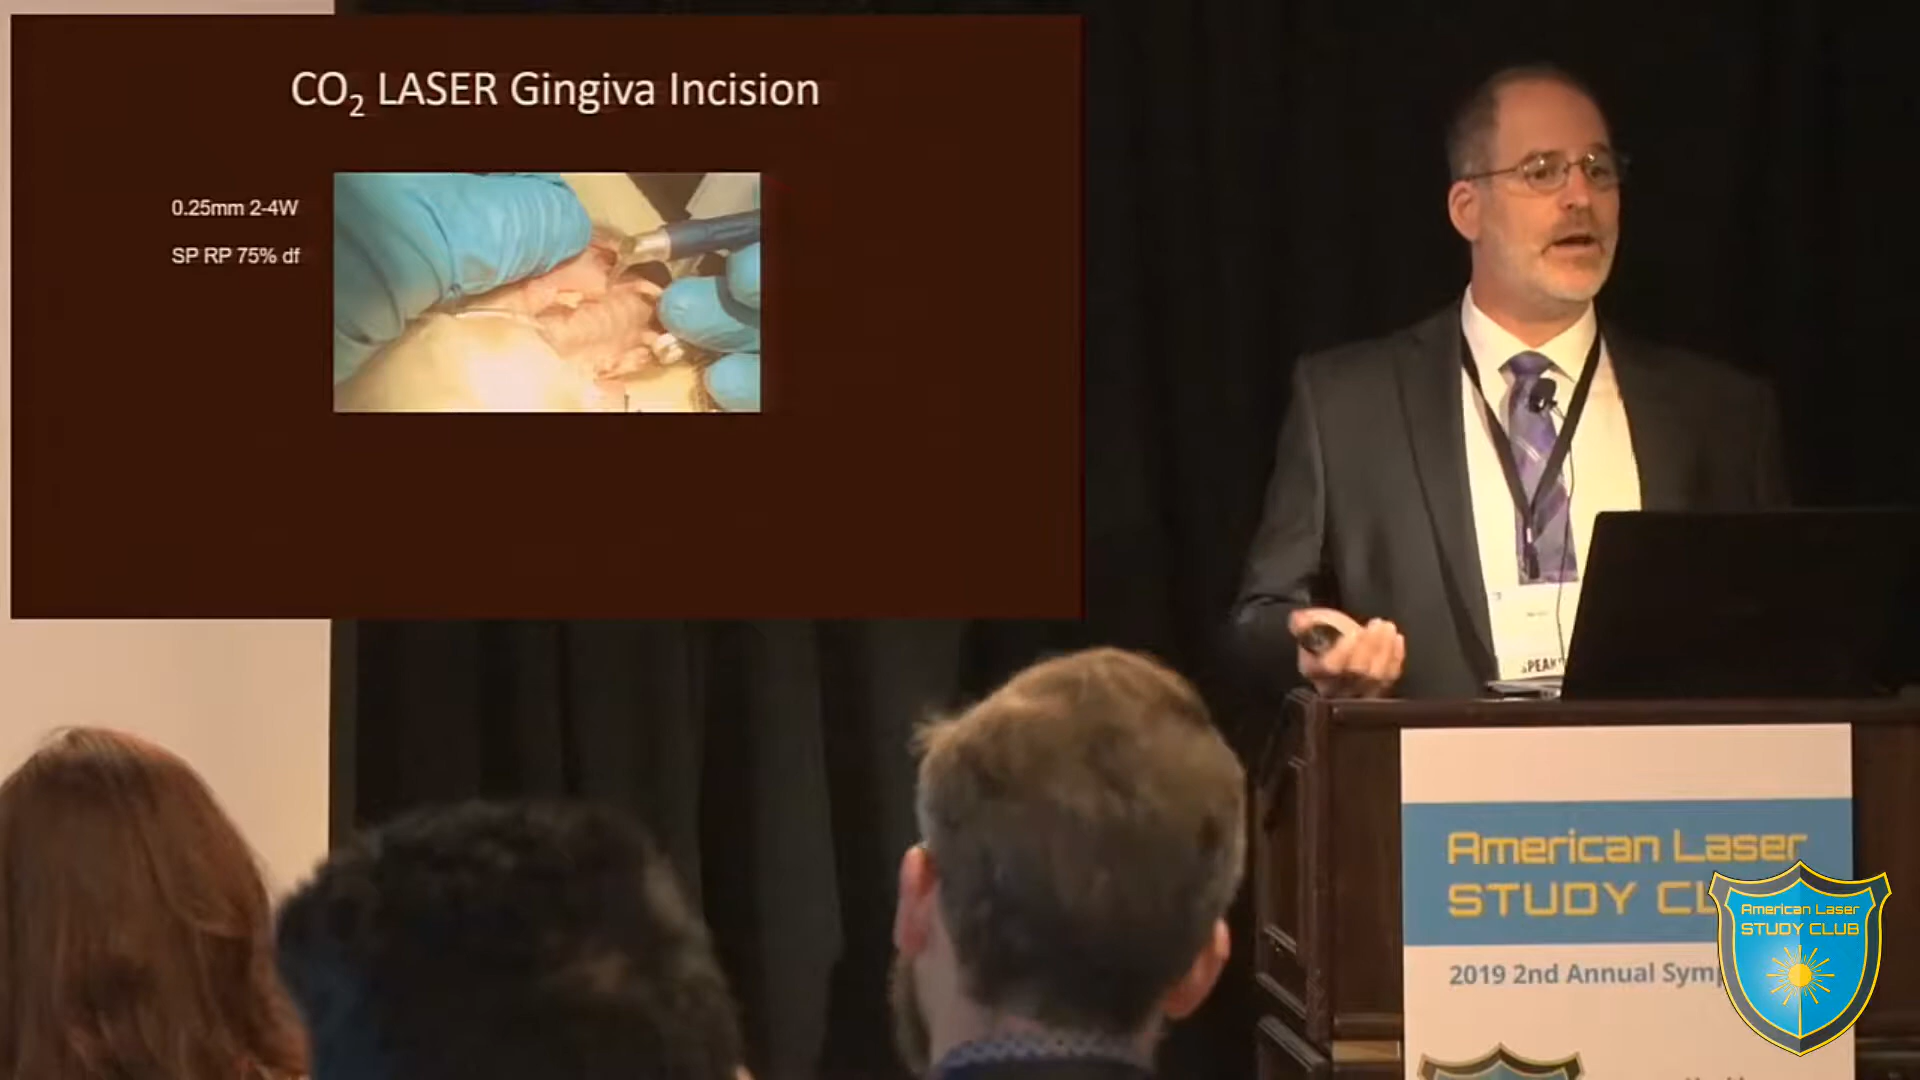 CO₂ LASER Gingiva Incision
0.25mm 2-4W
SP RP 75% df
American Laser
STUDY CL
2019 2nd Annual Symp
American Laser
STUDY CLUB